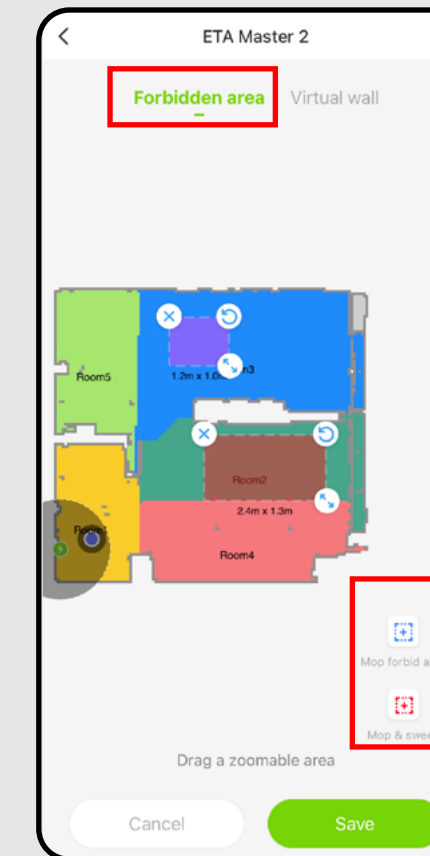 ETA Master 2
Forbidden area Virtual wall
Room5
1.2m x 1.0
m3
Room2
2.4m x 1.3m
Room4
Mop forbid a
Mop & swee
Drag a zoomable area
Cancel Save